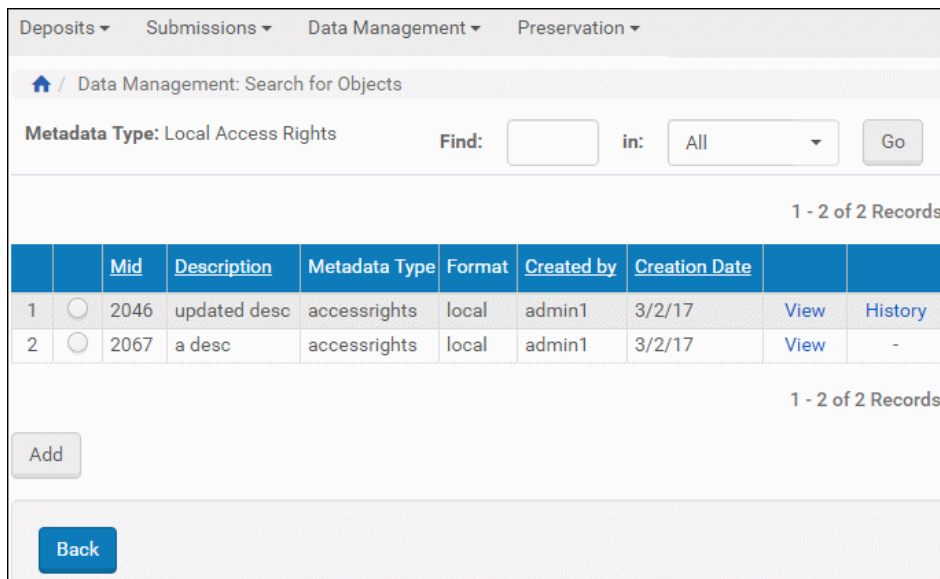 Deposits Submissions Data Management Preservation
/ Data Management: Search for Objects
Metadata Type: Local Access Rights Find: in: All Go
1 - 2 of 2 Records
Mid Description Metadata Type Format Created by Creation Date
1 2046 updated desc accessrights local admin1 3/2/17 View History
2 2067 a desc accessrights local admin1 3/2/17 View -
1 - 2 of 2 Records
Add
Back